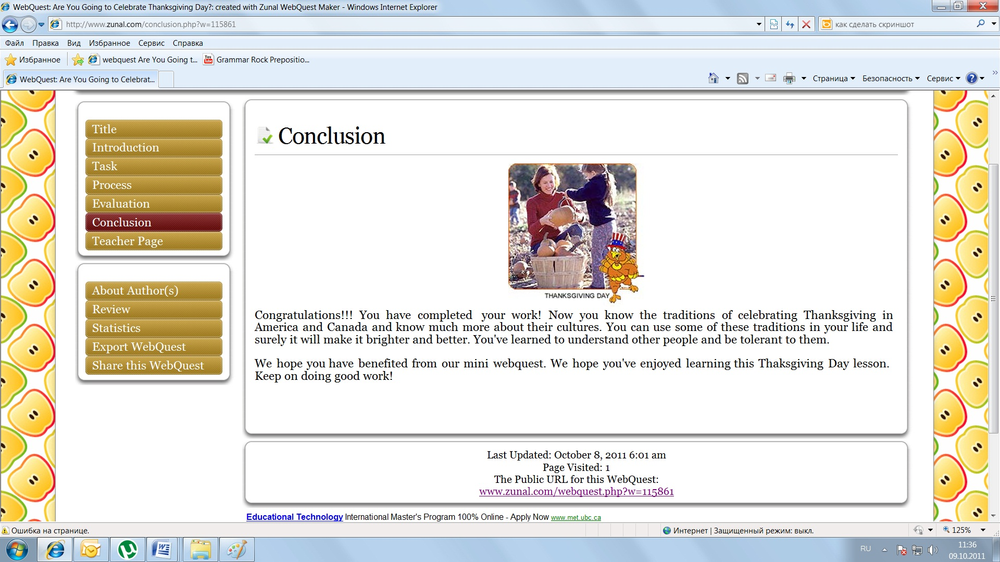 WebQuest: Are You Going to Celebrate Thanksgiving Day?: created with Zunal WebQuest Maker - Windows Internet Explorer
http://www.zunal.com/conclusion.php?w=115861
как сделать скриншот
Файл Правка Вид Избранное Сервис Справка
Избранное webquest Are You Going t... You Tube Grammar Rock Prepositio...
WebQuest: Are You Going to Celebrat... Страница Безопасность Сервис
Title
Introduction
Task
Process
Evaluation
Conclusion
Teacher Page
About Author(s)
Review
Statistics
Export WebQuest
Share this WebQuest
Conclusion
THANKSGIVING DAY
Congratulations!!! You have completed your work! Now you know the traditions of celebrating Thanksgiving in
America and Canada and know much more about their cultures. You can use some of these traditions in your life and
surely it will make it brighter and better. You've learned to understand other people and be tolerant to them.
We hope you have benefited from our mini webquest. We hope you've enjoyed learning this Thaksgiving Day lesson.
Keep on doing good work!
Last Updated: October 8, 2011 6:01 am
Page Visited: 1
The Public URL for this WebQuest:
www.zunal.com/webquest.php?w=115861
Educational Technology International Master's Program 100% Online - Apply Now www.met.ubc.ca
Ошибка на странице. Интернет | Защищенный режим: выкл. 125%
RU 11:36
09.10.2011